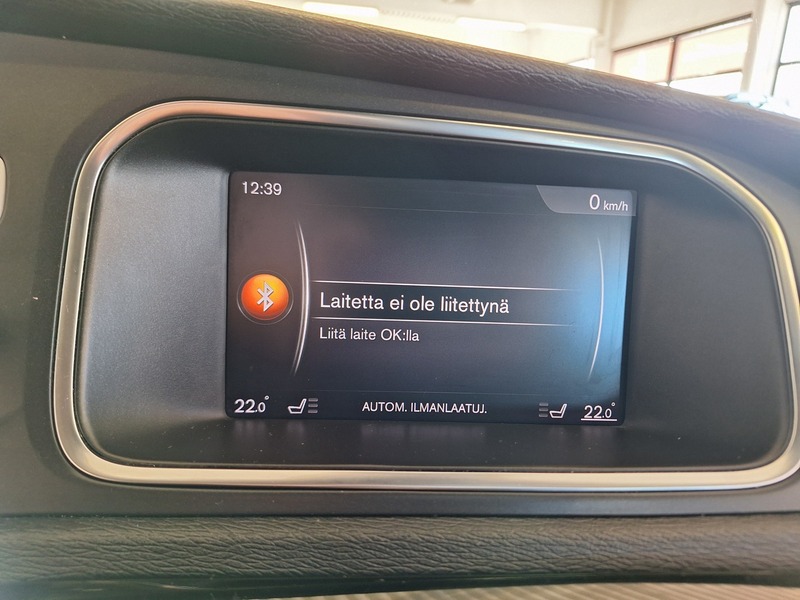 12:39
0 km/h
Laitetta ei ole liitettynä
Liitä laite OK:lla
22.0° AUTOM. ILMANLAATUJ. 22.0°